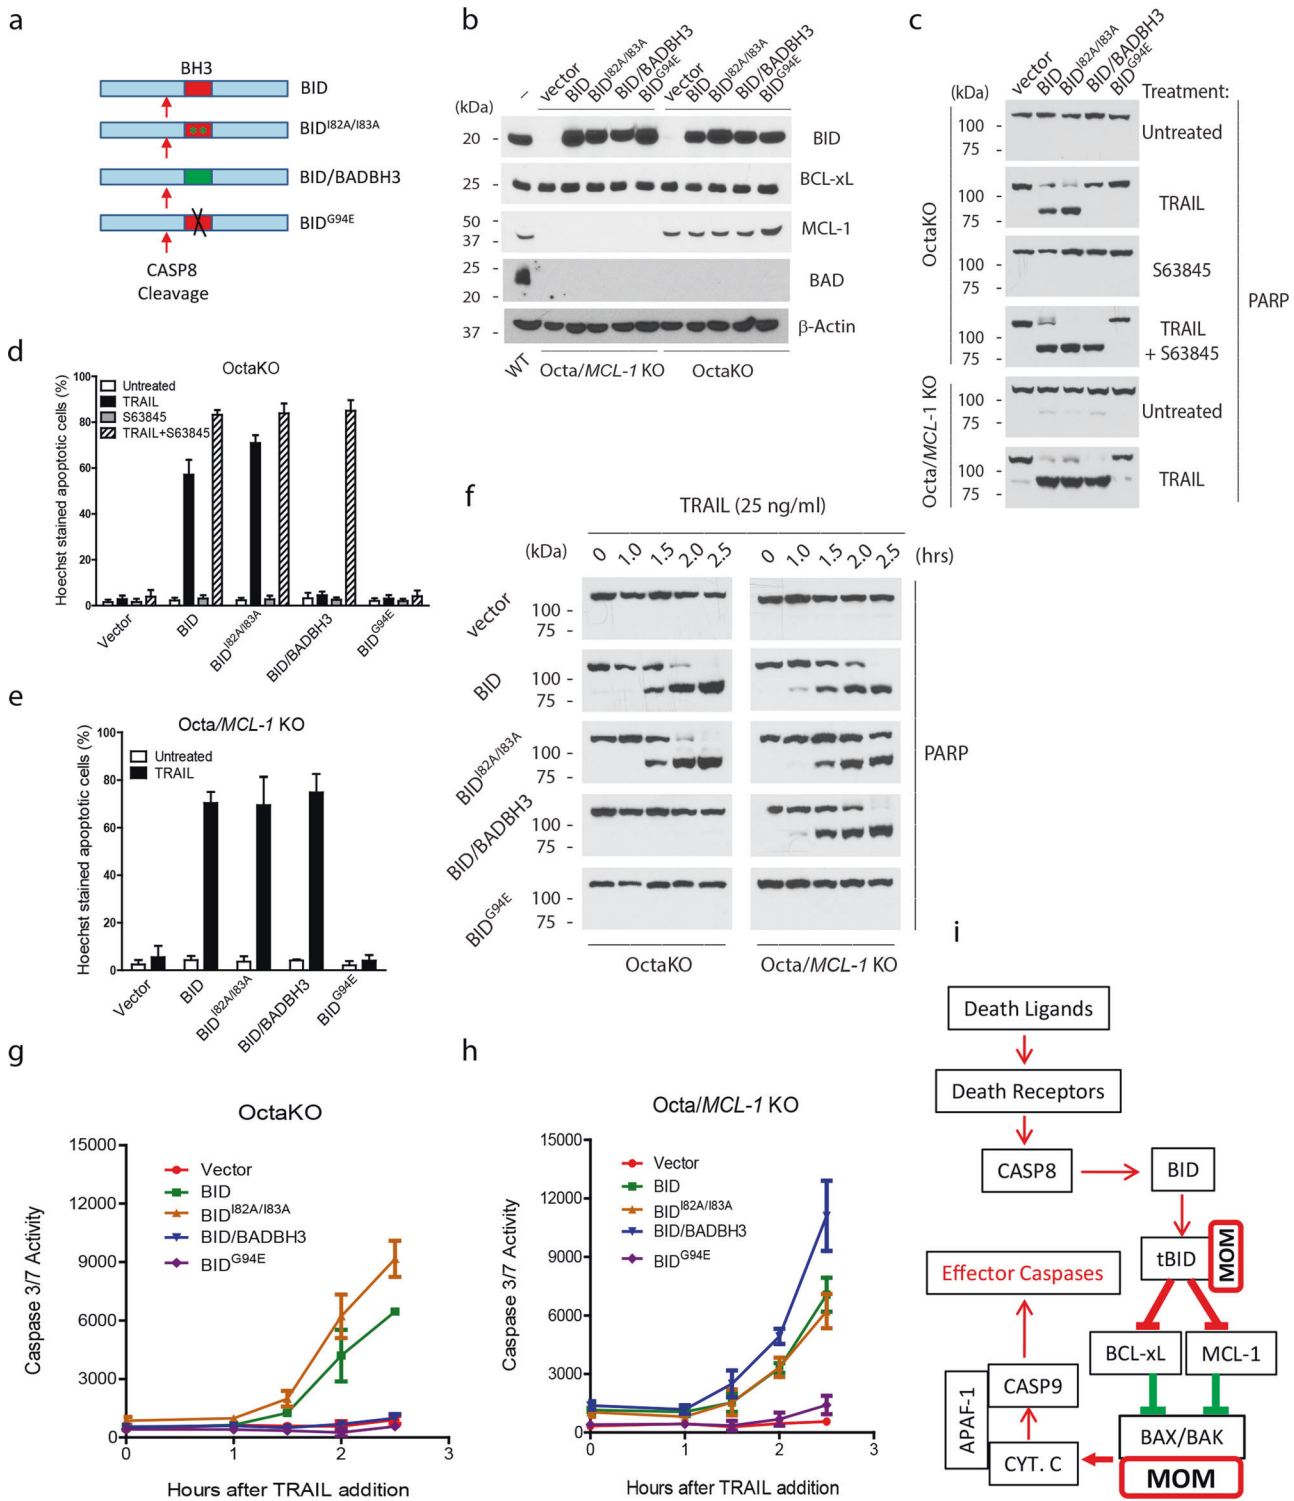 a
BH3
BID
**
BID^I82A/I83A
BID/BADBH3
X
BID^G94E
CASP8
Cleavage
b
(kDa)
– vector BID BID^I82A/I83A BID/BADBH3 BID^G94E vector BID BID^I82A/I83A BID/BADBH3 BID^G94E
20 - BID
25 - BCL-xL
50 -
37 - MCL-1
25 -
20 - BAD
37 - β-Actin
WT Octa/MCL-1 KO OctaKO
c
vector BID BID^I82A/I83A BID/BADBH3 BID^G94E
(kDa) Treatment:
100 -
75 -
Untreated
100 -
75 -
TRAIL
100 -
75 -
S63845
100 -
75 -
TRAIL
+ S63845
100 -
75 -
Untreated
100 -
75 -
TRAIL
OctaKO
Octa/MCL-1 KO
PARP
d
OctaKO
Hoechst stained apoptotic cells (%)
100
80
60
40
20
0
Untreated
TRAIL
S63845
TRAIL+S63845
Vector BID BID^I82A/I83A BID/BADBH3 BID^G94E
e
Octa/MCL-1 KO
Hoechst stained apoptotic cells (%)
100
80
60
40
20
0
Untreated
TRAIL
Vector BID BID^I82A/I83A BID/BADBH3 BID^G94E
f
TRAIL (25 ng/ml)
(kDa) 0 1.0 1.5 2.0 2.5 0 1.0 1.5 2.0 2.5 (hrs)
vector
100 -
75 -
BID
100 -
75 -
BID^I82A/I83A
100 -
75 -
BID/BADBH3
100 -
75 -
BID^G94E
100 -
75 -
PARP
OctaKO Octa/MCL-1 KO
g
OctaKO
Caspase 3/7 Activity
15000
12000
9000
6000
3000
0
Vector
BID
BID^I82A/I83A
BID/BADBH3
BID^G94E
0 1 2 3
Hours after TRAIL addition
h
Octa/MCL-1 KO
Caspase 3/7 Activity
15000
12000
9000
6000
3000
0
Vector
BID
BID^I82A/I83A
BID/BADBH3
BID^G94E
0 1 2 3
Hours after TRAIL addition
i
Death Ligands
Death Receptors
CASP8 BID
tBID MOM
Effector Caspases
BCL-xL MCL-1
CASP9
APAF-1
BAX/BAK
CYT. C
MOM